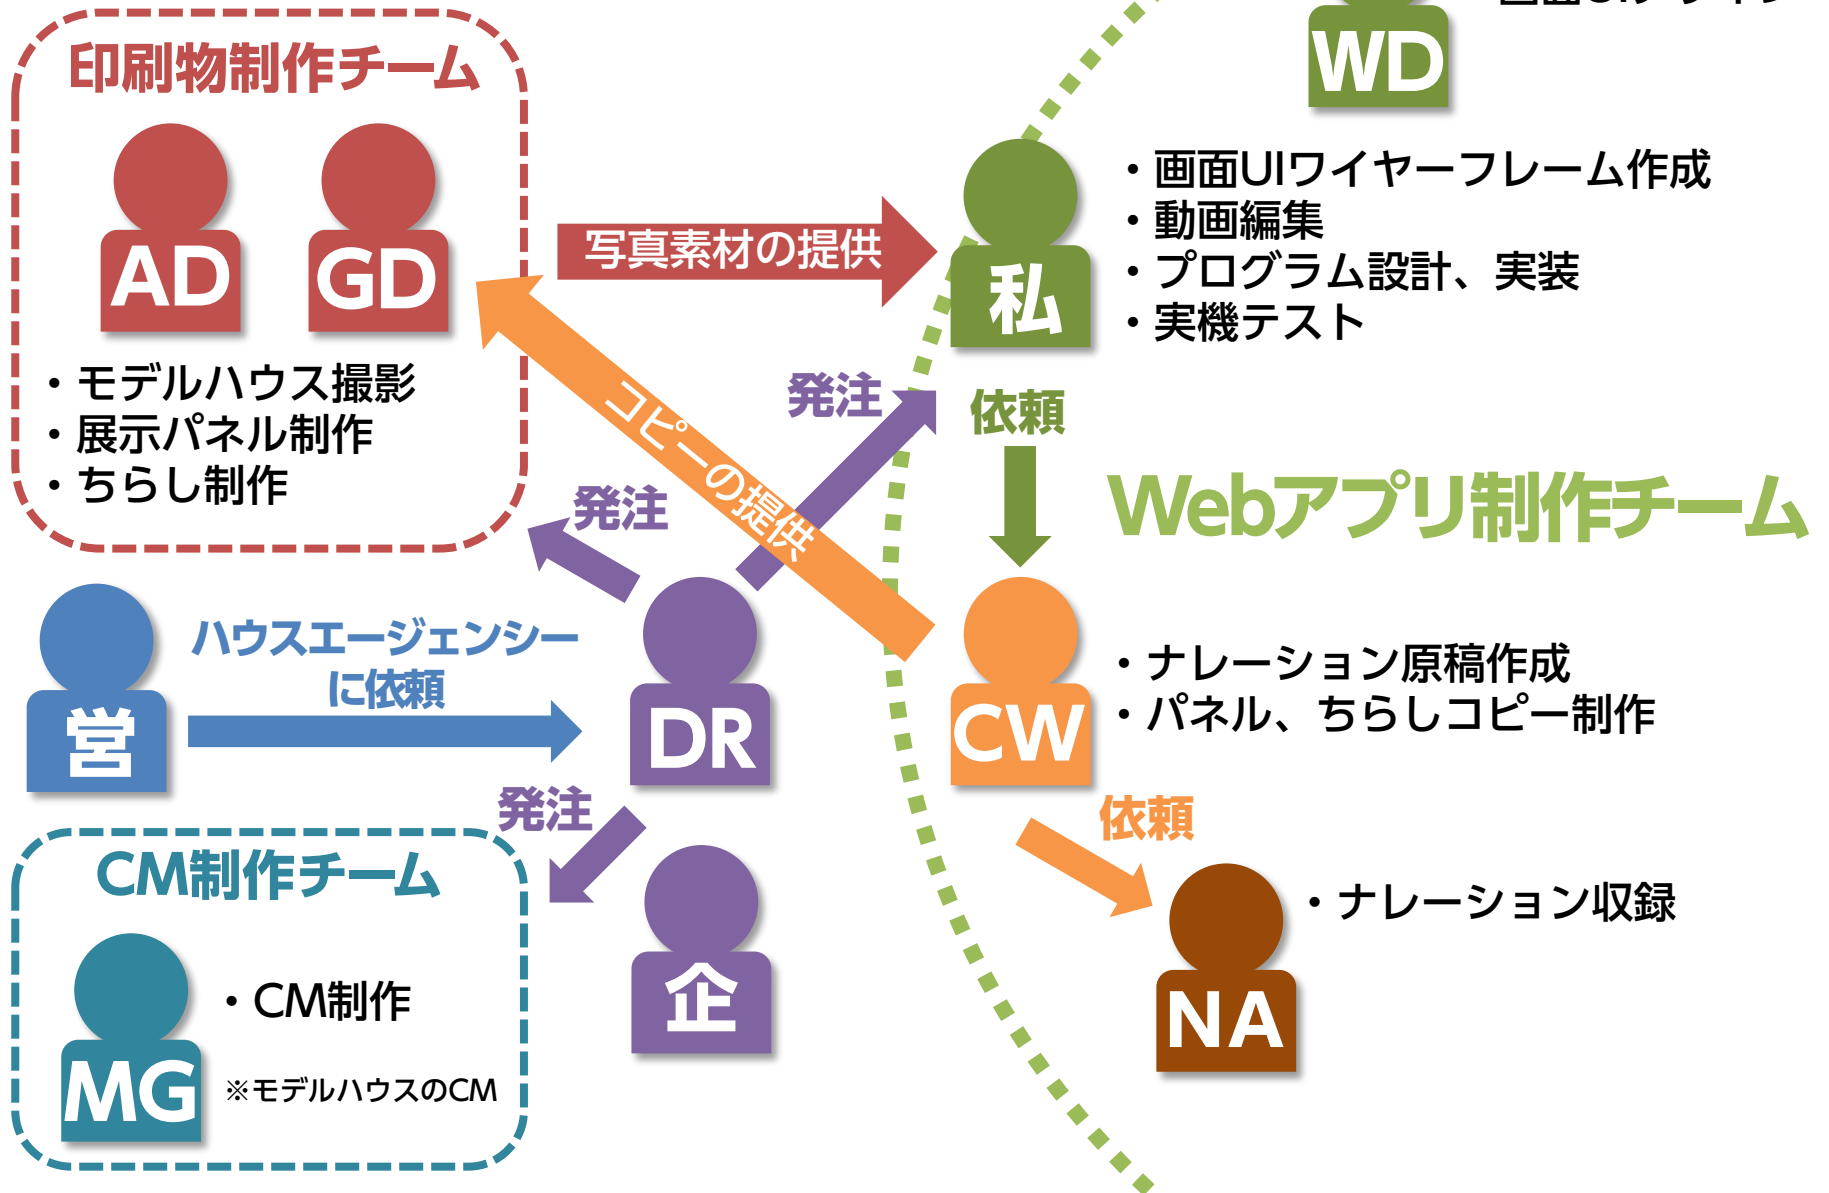 印刷物制作チーム
AD
GD
・モデルハウス撮影
・展示パネル制作
・ちらし制作
写真素材の提供
WD
私
・画面UIワイヤーフレーム作成
・動画編集
・プログラム設計、実装
・実機テスト
コピーの提供
発注
依頼
発注
Webアプリ制作チーム
営
ハウスエージェンシー
に依頼
DR
CW
・ナレーション原稿作成
・パネル、ちらしコピー制作
発注
依頼
CM制作チーム
MG
・CM制作
※モデルハウスのCM
企
NA
・ナレーション収録